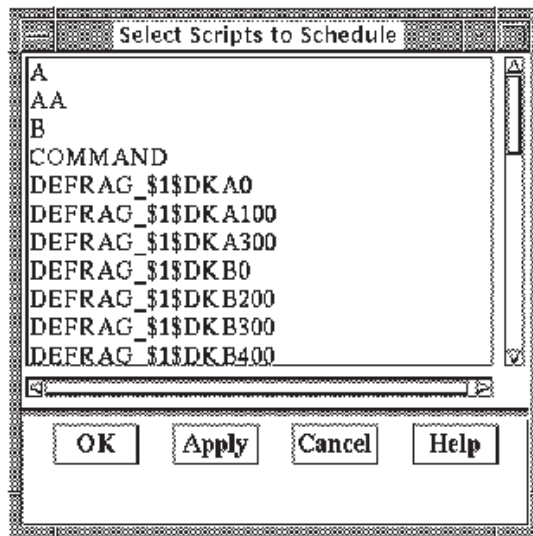 Select Scripts to Schedule
A
AA
B
COMMAND
DEFRAG_$1$DKA0
DEFRAG_$1$DKA100
DEFRAG_$1$DKA300
DEFRAG_$1$DKB0
DEFRAG_$1$DKB200
DEFRAG_$1$DKB300
DEFRAG_$1$DKB400
OK Apply Cancel Help